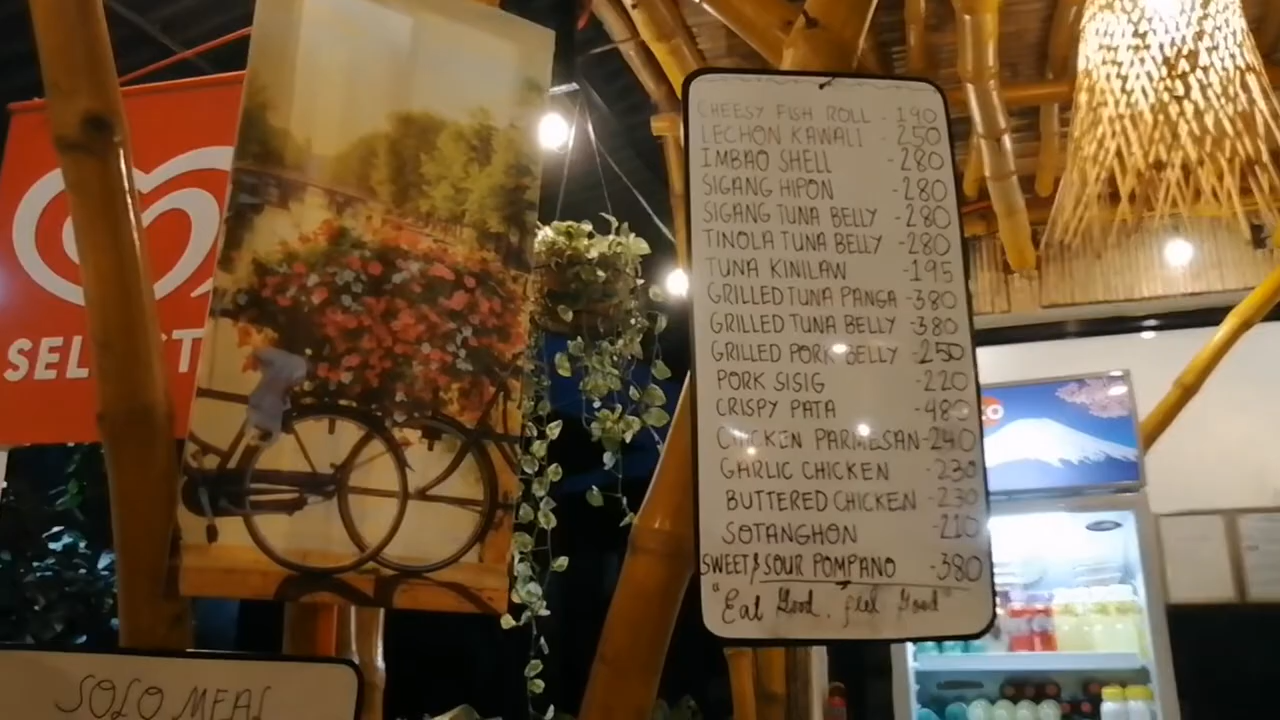 SELECT
CHEESY FISH ROLL - 190
LECHON KAWALI - 250
IMBAO SHELL - 280
SIGANG HIPON - 280
SIGANG TUNA BELLY - 280
TINOLA TUNA BELLY - 280
TUNA KINILAW - 195
GRILLED TUNA PANGA - 380
GRILLED TUNA BELLY - 380
GRILLED PORK BELLY - 250
PORK SISIG - 220
CRISPY PATA - 480
CHICKEN PARMESAN - 240
GARLIC CHICKEN - 230
BUTTERED CHICKEN - 230
SOTANGHON - 210
SWEET & SOUR POMPANO - 380
"Eat Good. Feel Good"
SOLO MEAL